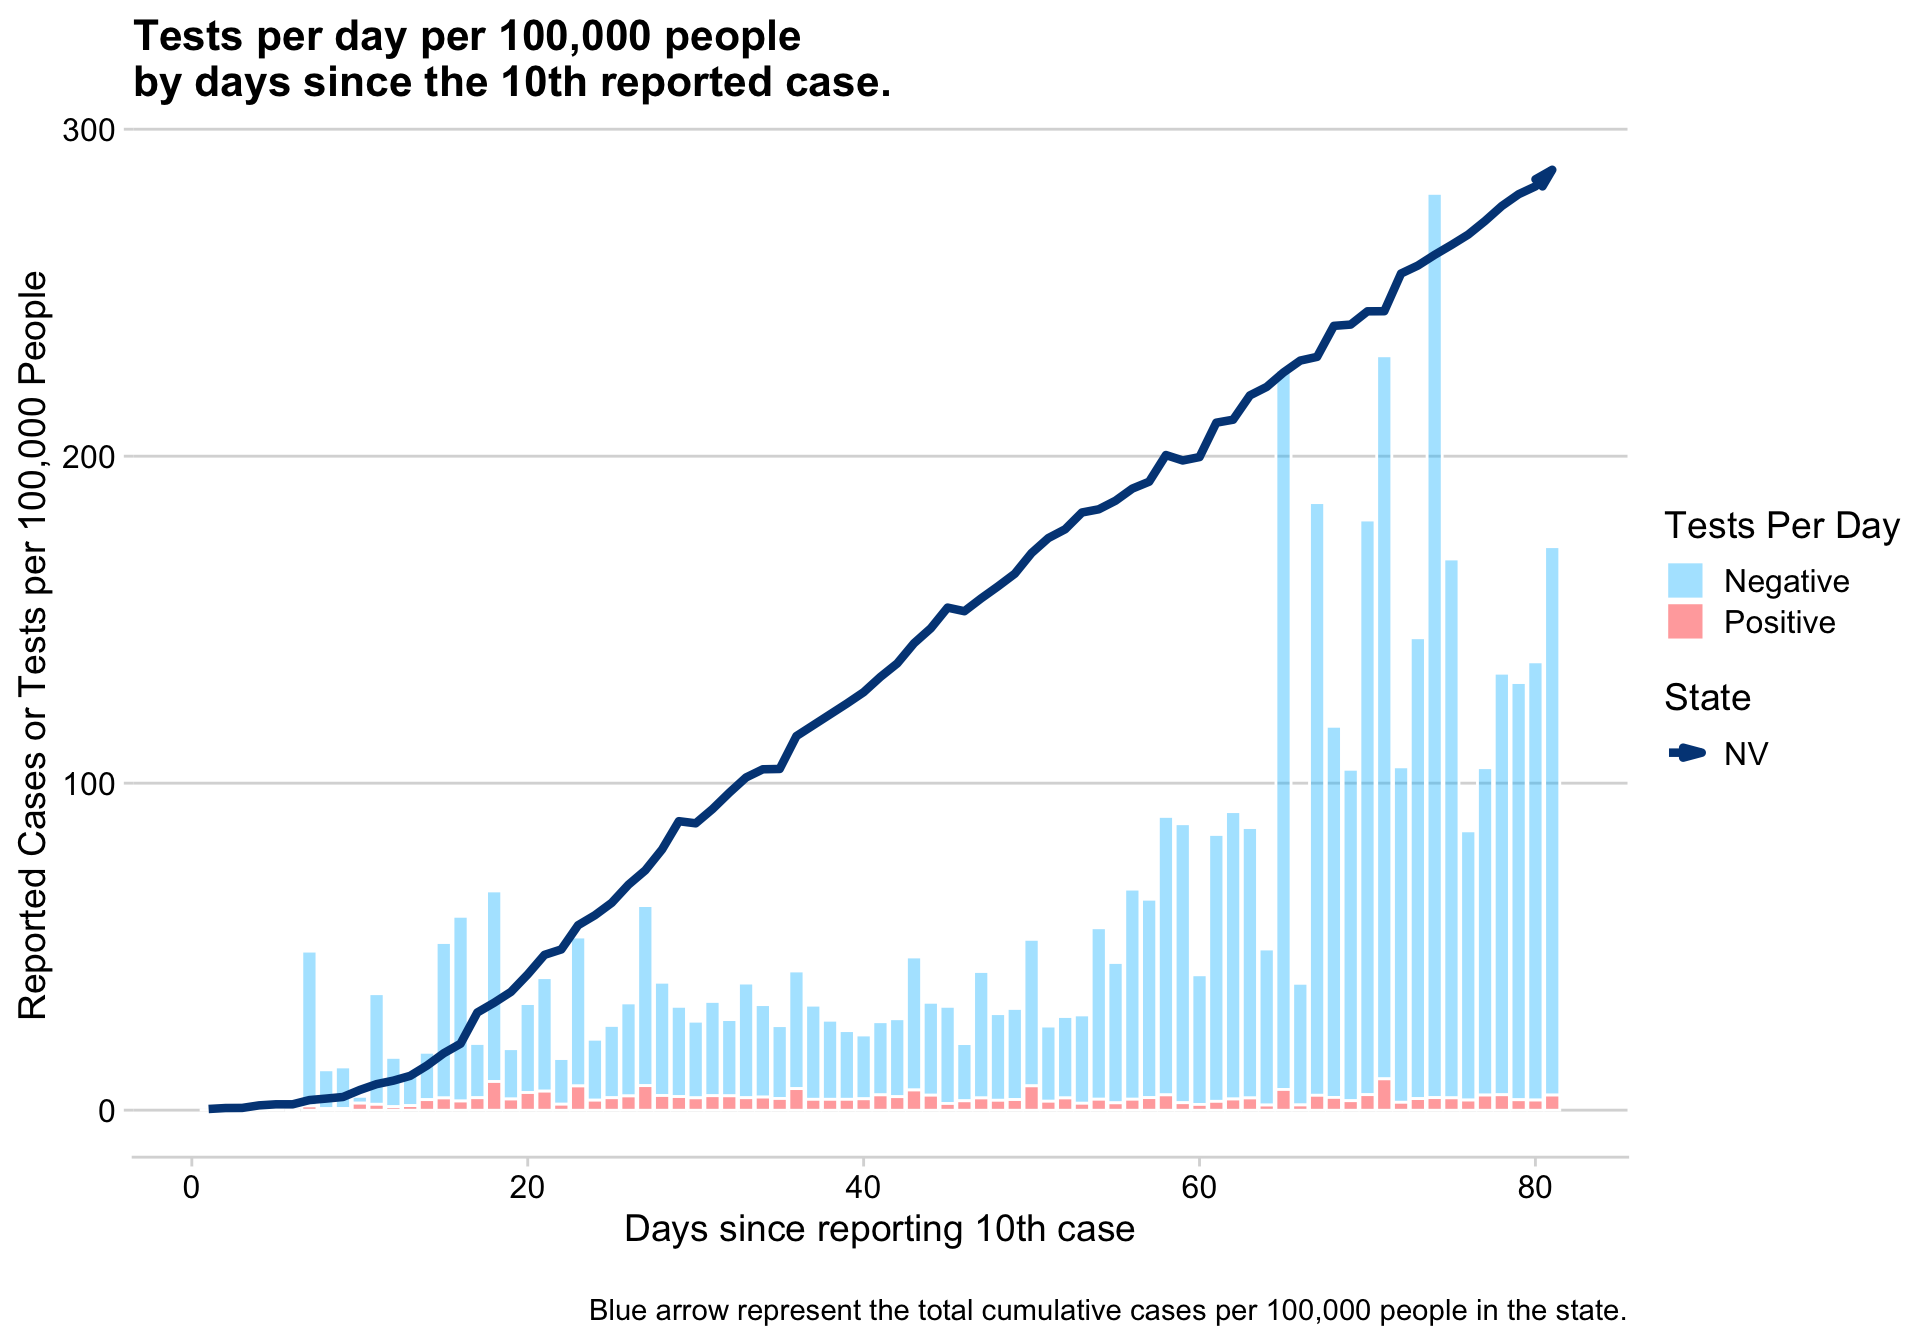 Tests per day per 100,000 people
by days since the 10th reported case.
Reported Cases or Tests per 100,000 People
300
200
100
0
0 20 40 60 80
Days since reporting 10th case
Tests Per Day
Negative
Positive
State
NV
Blue arrow represent the total cumulative cases per 100,000 people in the state.